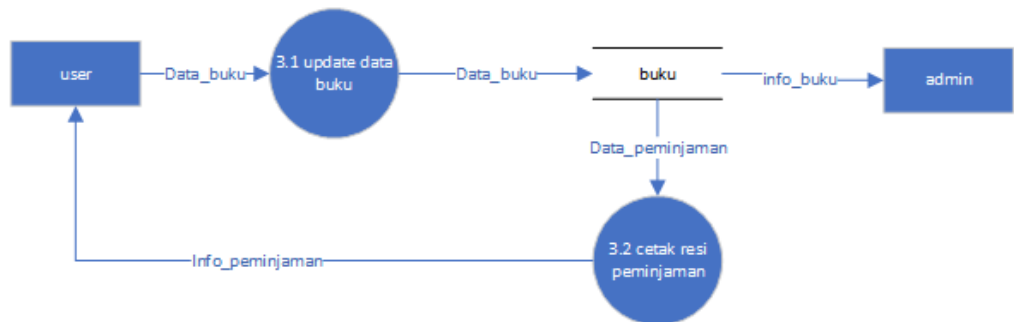 user
Data_buku
3.1 update data
buku
Data_buku
buku
info_buku
admin
Data_peminjaman
3.2 cetak resi
peminjaman
Info_peminjaman